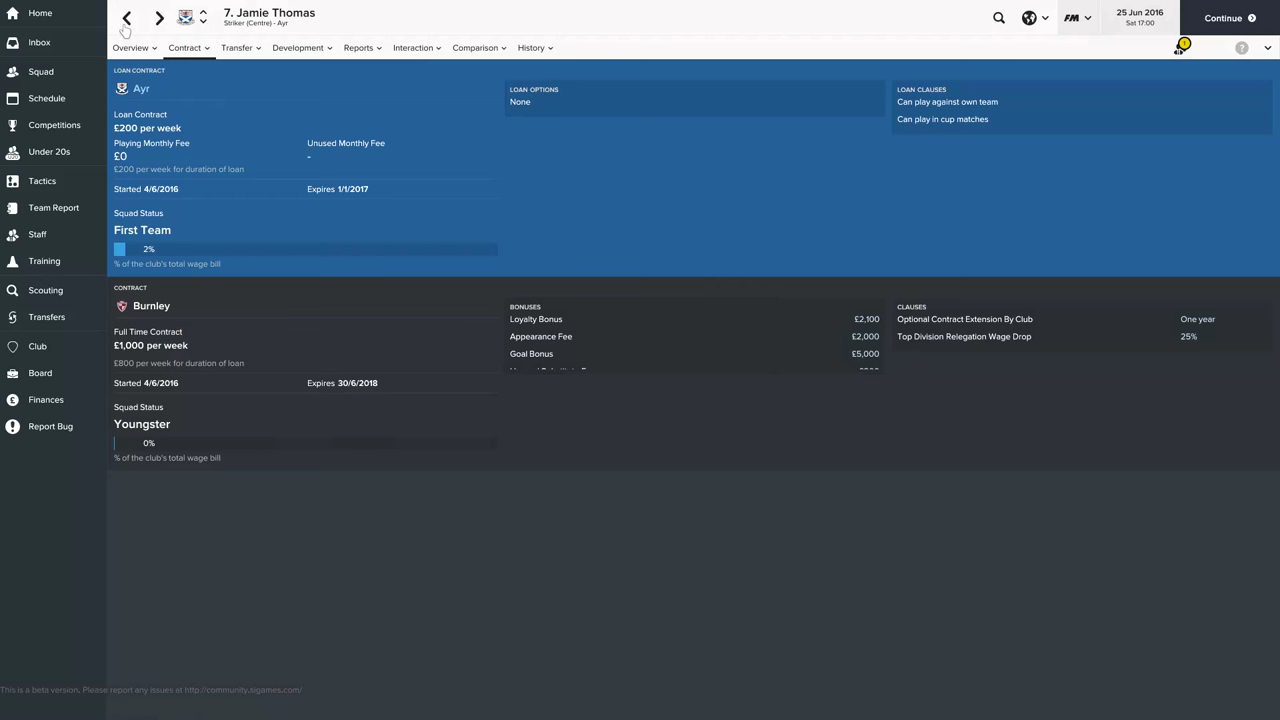 Home
Inbox
Squad
Schedule
Competitions
Under 20s
Tactics
Team Report
Staff
Training
Scouting
Transfers
Club
Board
Finances
Report Bug
7. Jamie Thomas
Striker (Centre) - Ayr
FM
25 Jun 2016
Sat 17:00
Continue
Overview
Contract
Transfer
Development
Reports
Interaction
Comparison
History
1
?
LOAN CONTRACT
Ayr
Loan Contract
£200 per week
Playing Monthly Fee
Unused Monthly Fee
£0
-
£200 per week for duration of loan
Started 4/6/2016
Expires 1/1/2017
Squad Status
First Team
2%
% of the club's total wage bill
LOAN OPTIONS
None
LOAN CLAUSES
Can play against own team
Can play in cup matches
CONTRACT
Burnley
Full Time Contract
£1,000 per week
£800 per week for duration of loan
Started 4/6/2016
Expires 30/6/2018
Squad Status
Youngster
0%
% of the club's total wage bill
BONUSES
Loyalty Bonus £2,100
Appearance Fee £2,000
Goal Bonus £5,000
CLAUSES
Optional Contract Extension By Club One year
Top Division Relegation Wage Drop 25%
This is a beta version. Please report any issues at http://community.sigames.com/